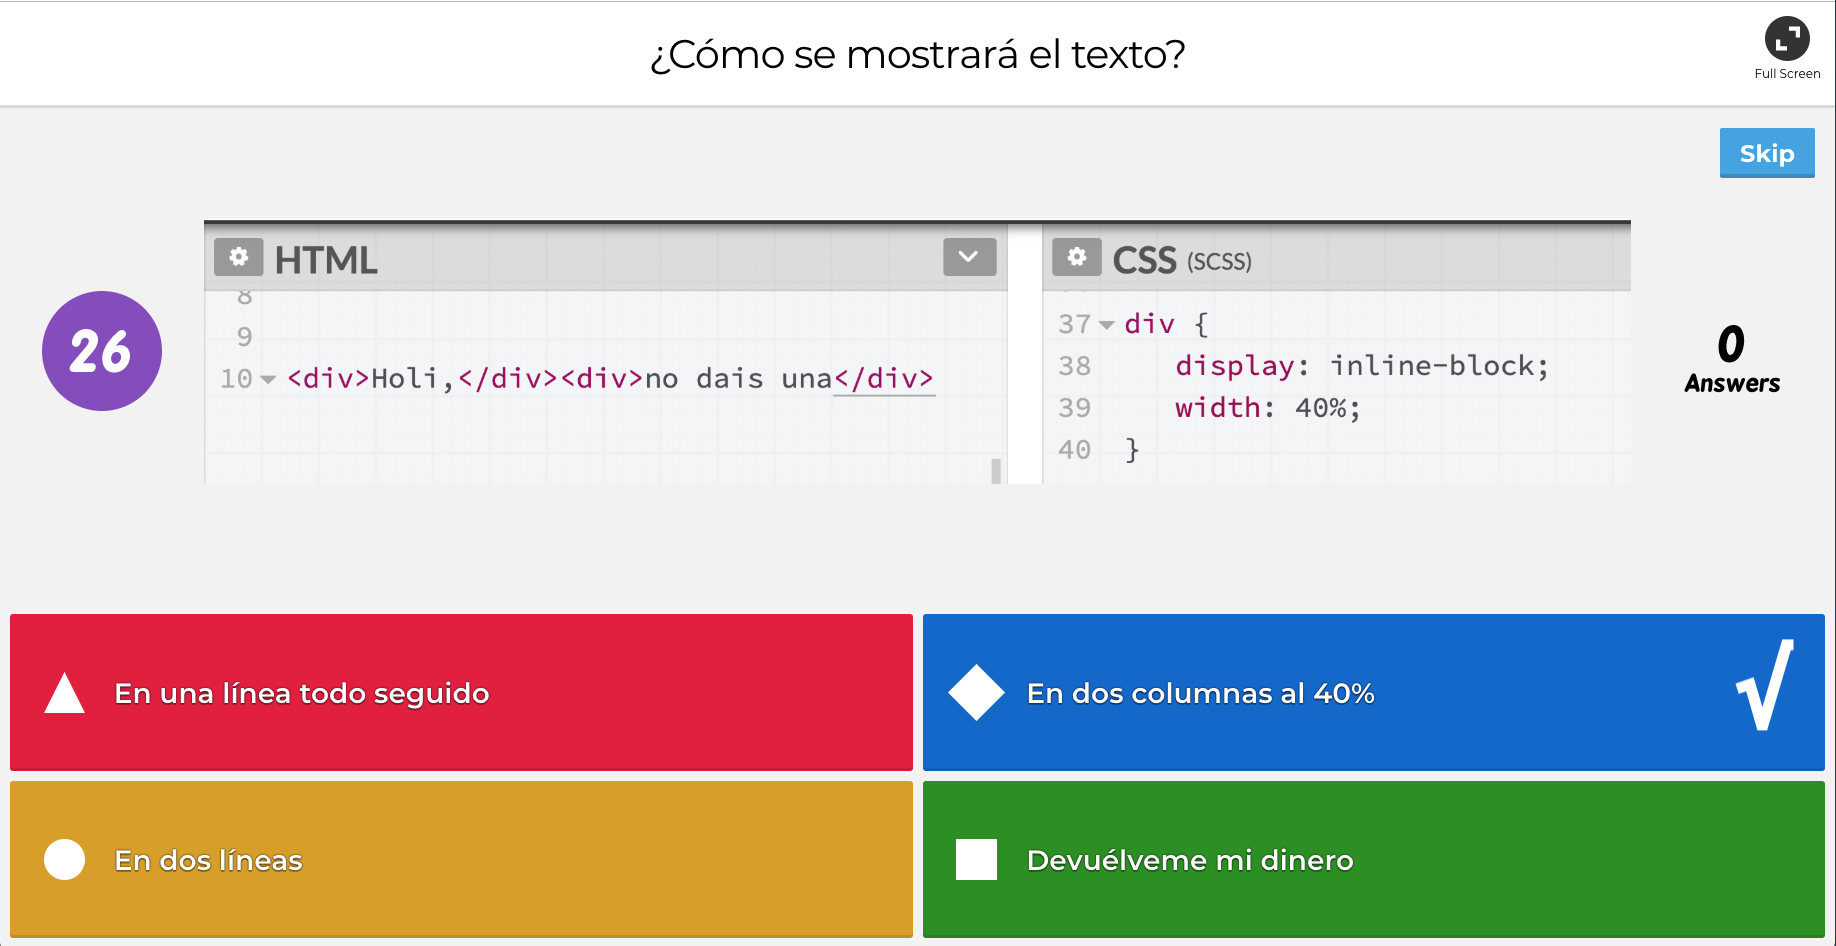 ¿Cómo se mostrará el texto?
Full Screen
Skip
HTML
8
9
10 <div>Holi,</div><div>no dais una</div>
CSS (SCSS)
37 div {
38 display: inline-block;
39 width: 40%;
40 }
26
0
Answers
En una línea todo seguido
En dos columnas al 40%
En dos líneas
Devuélveme mi dinero